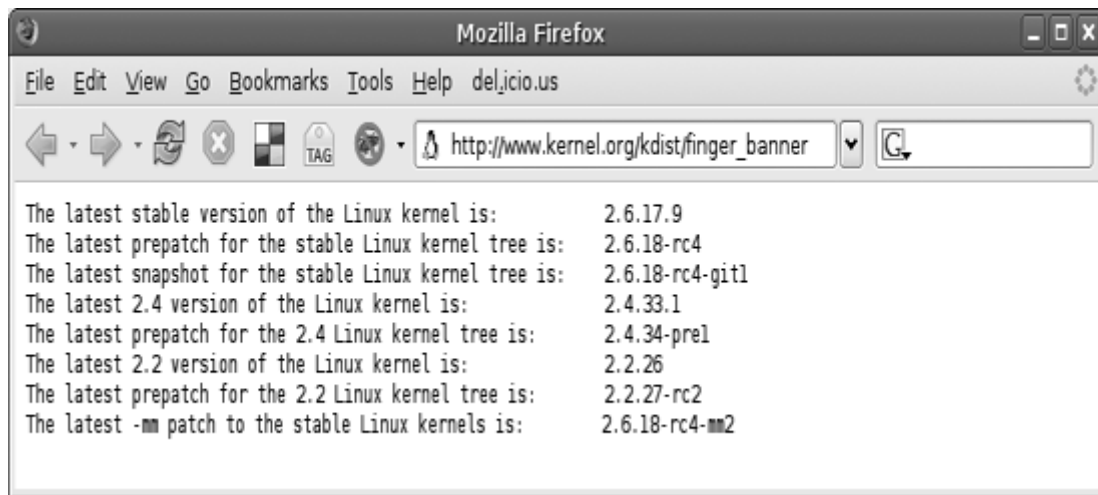 Mozilla Firefox
File Edit View Go Bookmarks Tools Help del.icio.us
TAG http://www.kernel.org/kdist/finger_banner G
The latest stable version of the Linux kernel is: 2.6.17.9
The latest prepatch for the stable Linux kernel tree is: 2.6.18-rc4
The latest snapshot for the stable Linux kernel tree is: 2.6.18-rc4-git1
The latest 2.4 version of the Linux kernel is: 2.4.33.1
The latest prepatch for the 2.4 Linux kernel tree is: 2.4.34-pre1
The latest 2.2 version of the Linux kernel is: 2.2.26
The latest prepatch for the 2.2 Linux kernel tree is: 2.2.27-rc2
The latest -mm patch to the stable Linux kernels is: 2.6.18-rc4-mm2